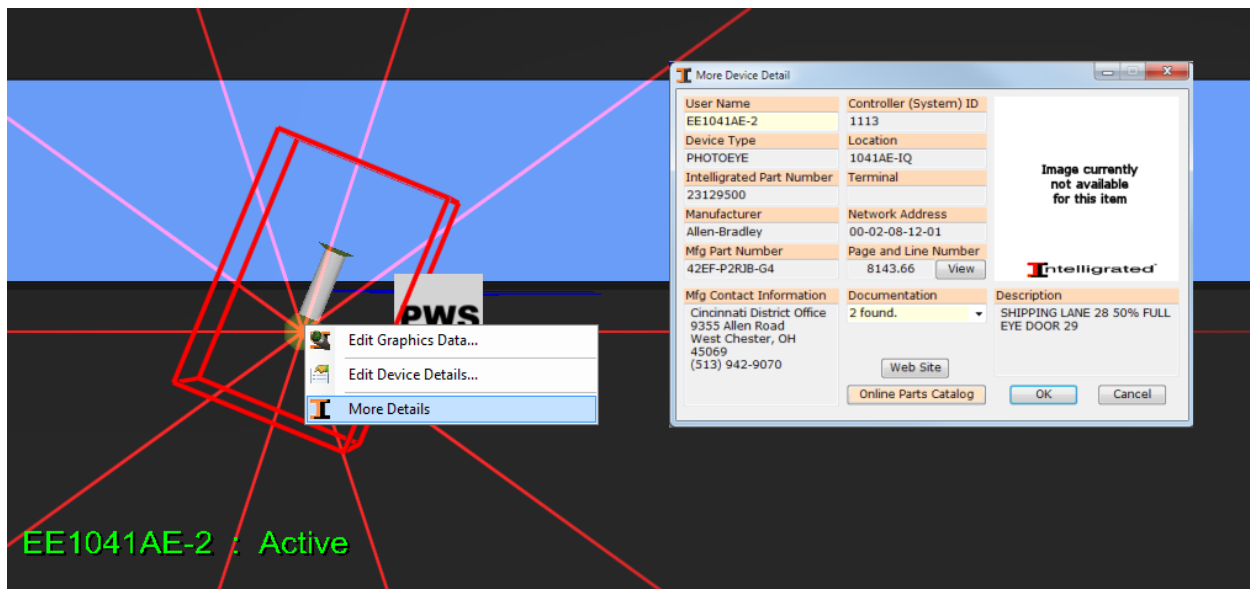 PWS
Edit Graphics Data...
Edit Device Details...
More Details
EE1041AE-2 : Active
More Device Detail
User Name
EE1041AE-2
Controller (System) ID
1113
Device Type
PHOTOEYE
Location
1041AE-IQ
Intelligrated Part Number
23129500
Terminal
Manufacturer
Allen-Bradley
Network Address
00-02-08-12-01
Mfg Part Number
42EF-P2RJB-G4
Page and Line Number
8143.66
View
Image currently
not available
for this item
Intelligrated
Mfg Contact Information
Cincinnati District Office
9355 Allen Road
West Chester, OH
45069
(513) 942-9070
Documentation
2 found.
Web Site
Online Parts Catalog
Description
SHIPPING LANE 28 50% FULL
EYE DOOR 29
OK
Cancel